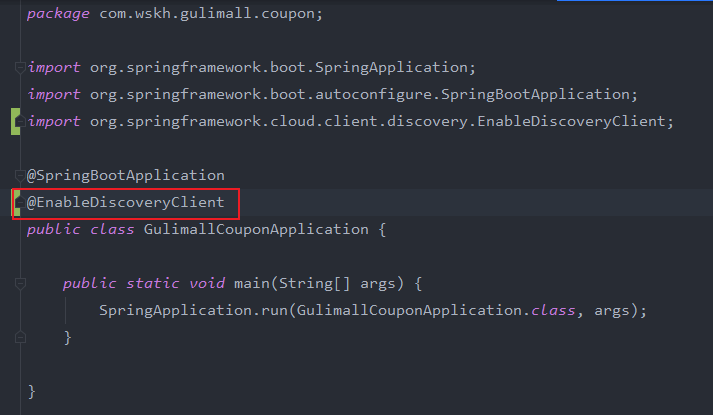 package com.wskh.gulimall.coupon;
import org.springframework.boot.SpringApplication;
import org.springframework.boot.autoconfigure.SpringBootApplication;
import org.springframework.cloud.client.discovery.EnableDiscoveryClient;
@SpringBootApplication
@EnableDiscoveryClient
public class GulimallCouponApplication {
public static void main(String[] args) {
SpringApplication.run(GulimallCouponApplication.class, args);
}
}